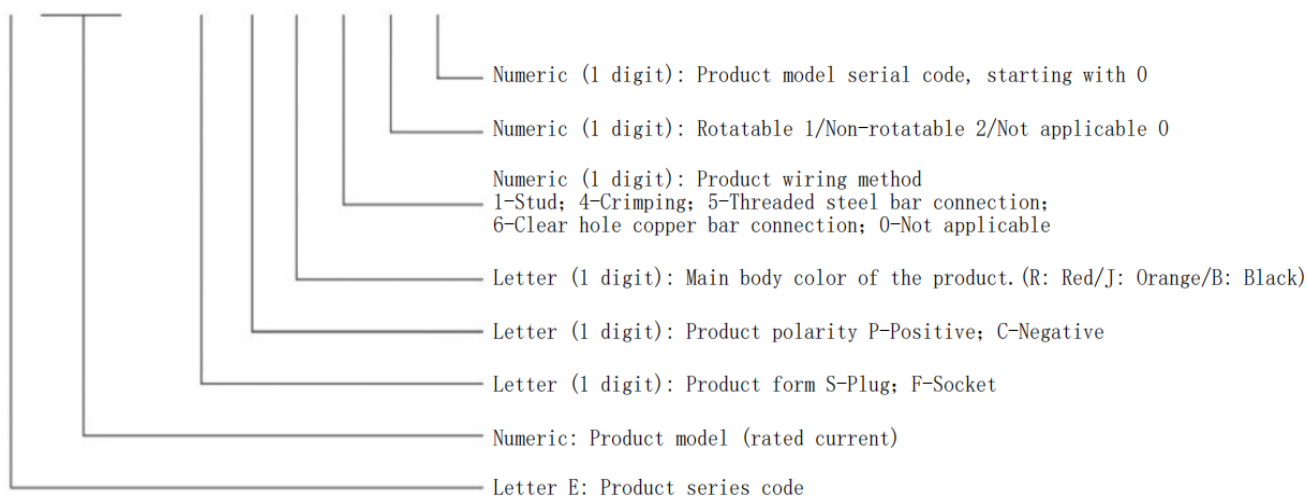 Numeric (1 digit): Product model serial code, starting with 0
Numeric (1 digit): Rotatable 1/Non-rotatable 2/Not applicable 0
Numeric (1 digit): Product wiring method
1-Stud; 4-Crimping; 5-Threaded steel bar connection;
6-Clear hole copper bar connection; 0-Not applicable
Letter (1 digit): Main body color of the product.(R: Red/J: Orange/B: Black)
Letter (1 digit): Product polarity P-Positive; C-Negative
Letter (1 digit): Product form S-Plug; F-Socket
Numeric: Product model (rated current)
Letter E: Product series code